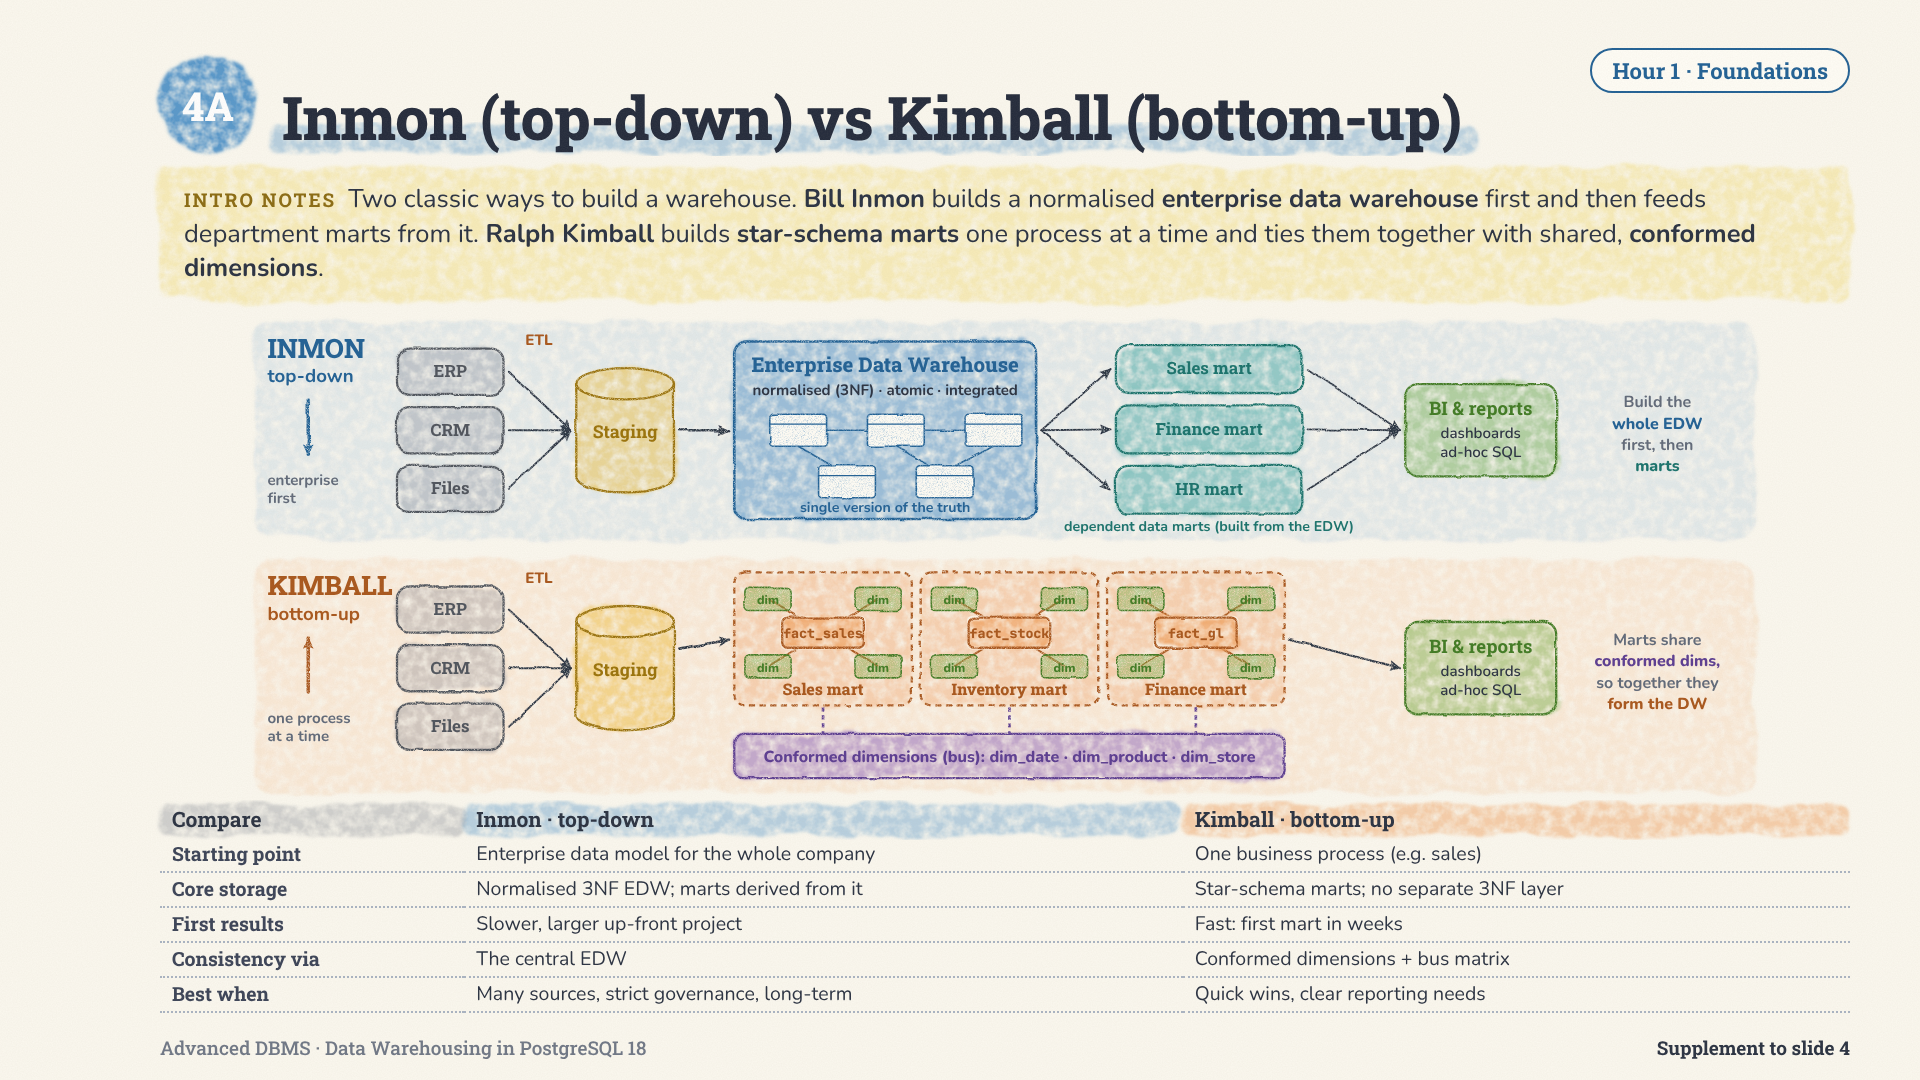 4A
Inmon (top-down) vs Kimball (bottom-up)
Hour 1 · Foundations
INTRO NOTES Two classic ways to build a warehouse. Bill Inmon builds a normalised enterprise data warehouse first and then feeds
department marts from it. Ralph Kimball builds star-schema marts one process at a time and ties them together with shared, conformed
dimensions.
INMON
top-down
enterprise
first
ERP
CRM
Files
ETL
Staging
Enterprise Data Warehouse
normalised (3NF) · atomic · integrated
single version of the truth
Sales mart
Finance mart
HR mart
dependent data marts (built from the EDW)
BI & reports
dashboards
ad-hoc SQL
Build the
whole EDW
first, then
marts
KIMBALL
bottom-up
one process
at a time
ERP
CRM
Files
ETL
Staging
dim dim
fact_sales
dim dim
Sales mart
dim dim
fact_stock
dim dim
Inventory mart
dim dim
fact_gl
dim dim
Finance mart
Conformed dimensions (bus): dim_date · dim_product · dim_store
BI & reports
dashboards
ad-hoc SQL
Marts share
conformed dims,
so together they
form the DW
Compare Inmon · top-down Kimball · bottom-up
Starting point Enterprise data model for the whole company One business process (e.g. sales)
Core storage Normalised 3NF EDW; marts derived from it Star-schema marts; no separate 3NF layer
First results Slower, larger up-front project Fast: first mart in weeks
Consistency via The central EDW Conformed dimensions + bus matrix
Best when Many sources, strict governance, long-term Quick wins, clear reporting needs
Advanced DBMS · Data Warehousing in PostgreSQL 18
Supplement to slide 4